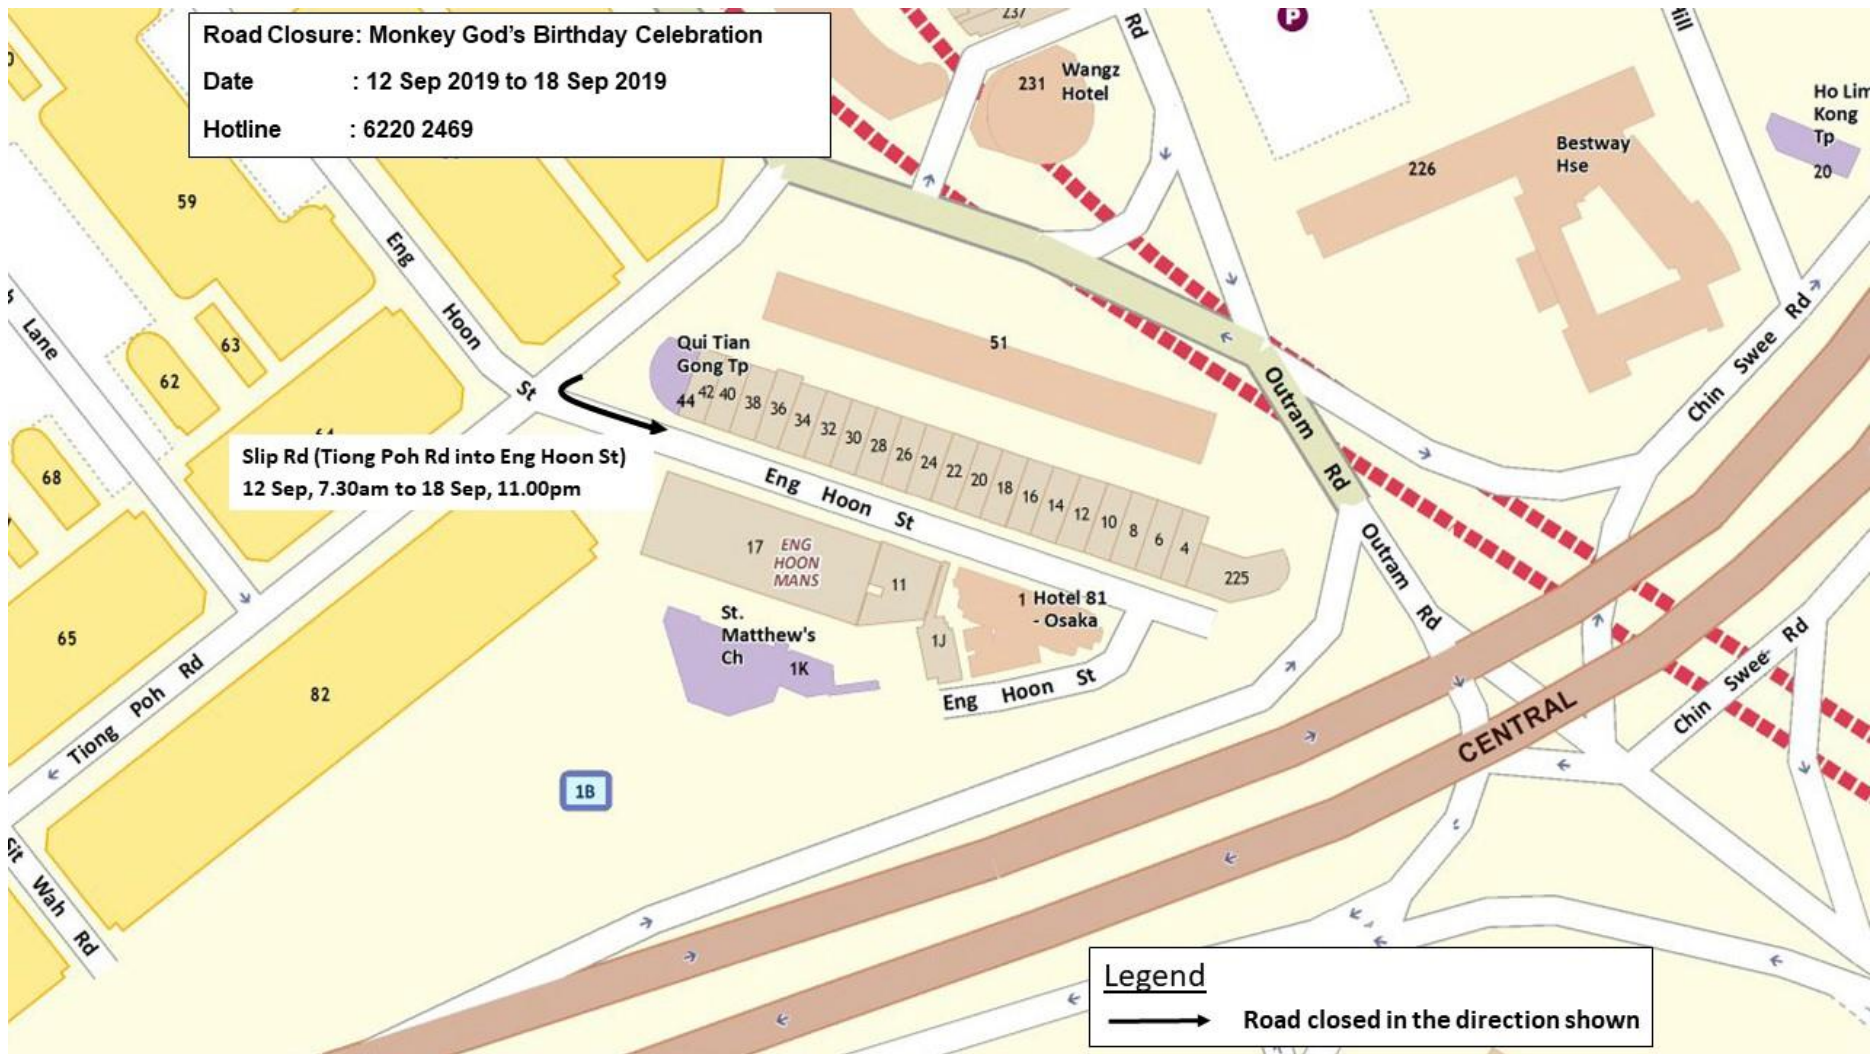 Road Closure: Monkey God's Birthday Celebration
Date : 12 Sep 2019 to 18 Sep 2019
Hotline : 6220 2469
237
Rd
P
Hill
231
Wangz
Hotel
Ho Lim
Kong
Tp
20
Bestway
Hse
226
59
Eng
Hoon
St
Lane
63
62
51
Qui Tian
Gong Tp
44
42
40
38
36
34
32
30
28
26
24
22
20
18
16
14
12
10
8
6
4
225
Outram
Rd
Chin Swee Rd
64
Slip Rd (Tiong Poh Rd into Eng Hoon St)
12 Sep, 7.30am to 18 Sep, 11.00pm
68
Eng Hoon St
17
ENG
HOON
MANS
11
1
Hotel 81
- Osaka
1J
St.
Matthew's
Ch
1K
Eng Hoon St
Outram Rd
65
82
Tiong Poh Rd
Chin Swee Rd
CENTRAL
1B
Sit Wah Rd
Legend
Road closed in the direction shown